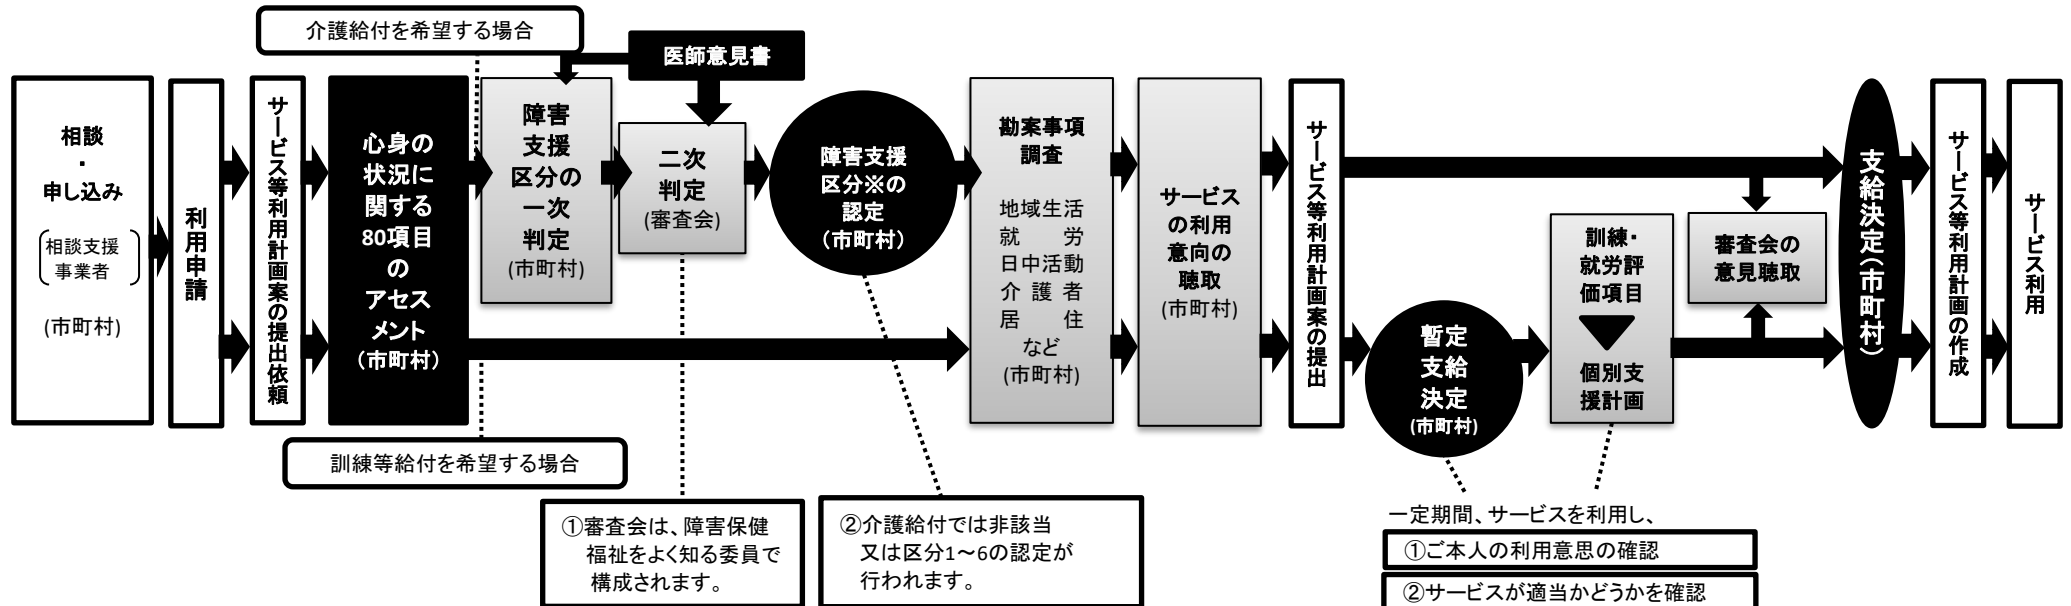 介護給付を希望する場合
医師意見書
相談
・
申し込み
相談支援
事業者
(市町村)
利用申請
サービス等利用計画案の提出依頼
心身の
状況に
関する
80項目
の
アセス
メント
(市町村)
障害
支援
区分の
一次
判定
(市町村)
二次
判定
(審査会)
障害支援
区分※の
認定
(市町村)
勘案事項
調査
地域生活
就 労
日中活動
介 護 者
居 住
など
(市町村)
サービス
の利用
意向の
聴取
(市町村)
サービス等利用計画案の提出
暫定
支給
決定
(市町村)
訓練・
就労評
価項目
個別支
援計画
審査会の
意見聴取
支給決定(市町村)
サービス等利用計画の作成
サービス利用
訓練等給付を希望する場合
①審査会は、障害保健
福祉をよく知る委員で
構成されます。
②介護給付では非該当
又は区分1〜6の認定が
行われます。
一定期間、サービスを利用し、
①ご本人の利用意思の確認
②サービスが適当かどうかを確認